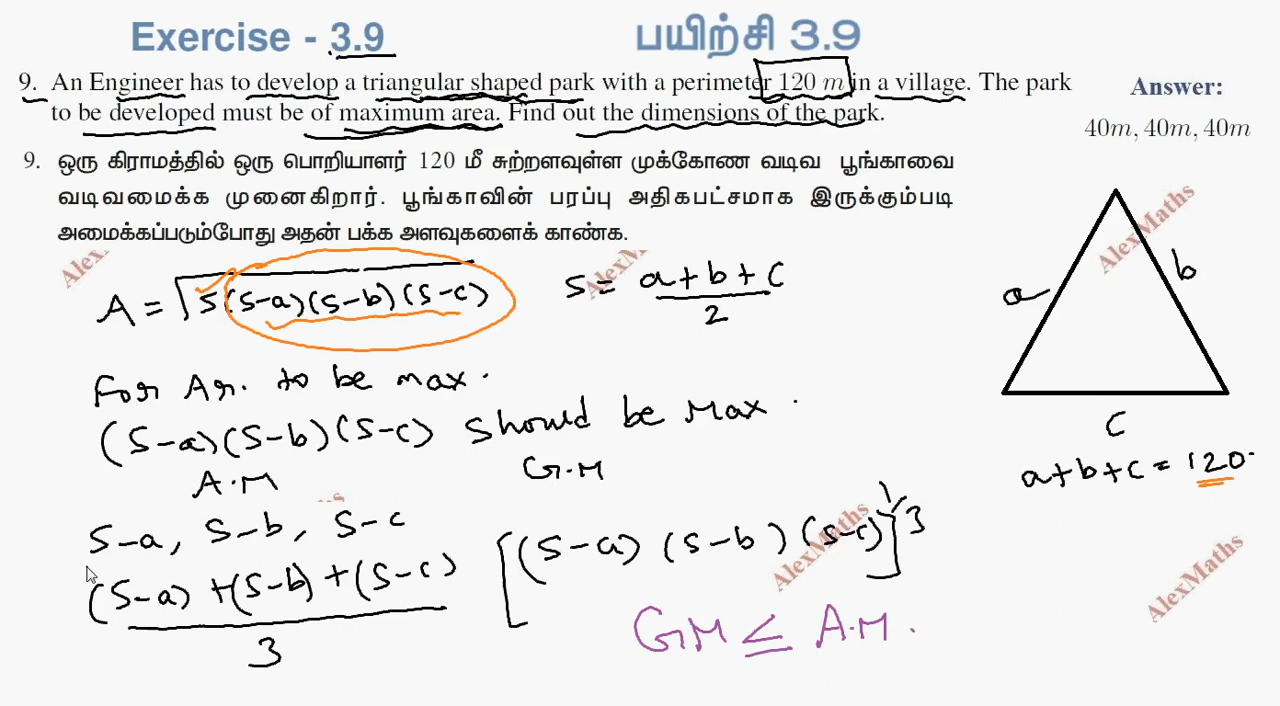 Exercise - 3.9 பயிற்சி 3.9
9. An Engineer has to develop a triangular shaped park with a perimeter 120 m in a village. The park
to be developed must be of maximum area. Find out the dimensions of the park.
Answer:
40m, 40m, 40m
9. ஒரு கிராமத்தில் ஒரு பொறியாளர் 120 மீ சுற்றளவுள்ள முக்கோண வடிவ பூங்காவை
வடிவமைக்க முனைகிறார். பூங்காவின் பரப்பு அதிகபட்சமாக இருக்கும்படி
அமைக்கப்படும்போது அதன் பக்க அளவுகளைக் காண்க.
A = √s(s-a)(s-b)(s-c)
s = a+b+c
2
For Ar. to be max.
(s-a)(s-b)(s-c) should be Max.
A.M G.M
s-a, s-b, s-c
(s-a)+(s-b)+(s-c)
3
[(s-a)(s-b)(s-c)]^1/3
GM ≤ A.M.
a
b
c
a+b+c = 120
Alex
Alex
AlexMaths
AlexMaths
AlexMaths